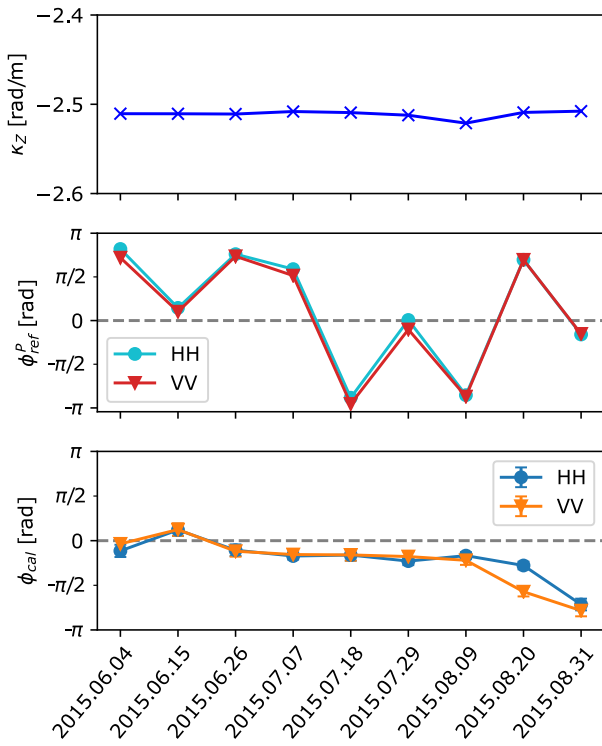 −2.4
−2.5
−2.6
κ_Z [rad/m]
π
π/2
0
-π/2
-π
ϕ^P_ref [rad]
HH
VV
π
π/2
0
-π/2
-π
ϕ_cal [rad]
HH
VV
2015.06.04
2015.06.15
2015.06.26
2015.07.07
2015.07.18
2015.07.29
2015.08.09
2015.08.20
2015.08.31